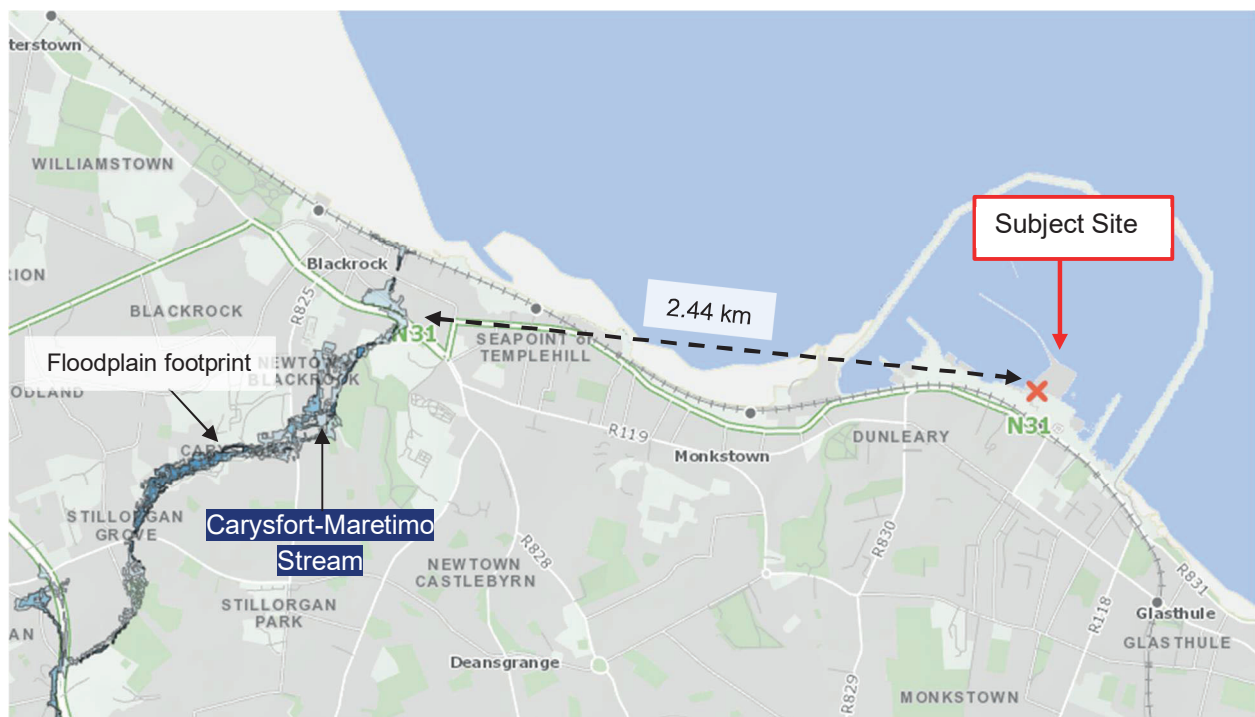 terstown
WILLIAMSTOWN
Subject Site
Blackrock
RION
R825
BLACKROCK
2.44 km
N31
SEAPOINT or
TEMPLEHILL
Floodplain footprint
NEWTO
BLACKROCK
ODLAND
N31
R119
DUNLEARY
CARY
Monkstown
STILLORGAN
GROVE
Carysfort-Maretimo
Stream
R828
R830
NEWTOWN
CASTLEBYRN
R831
STILLORGAN
PARK
R118
Glasthule
AN
GLASTHULE
Deansgrange
R829
MONKSTOWN